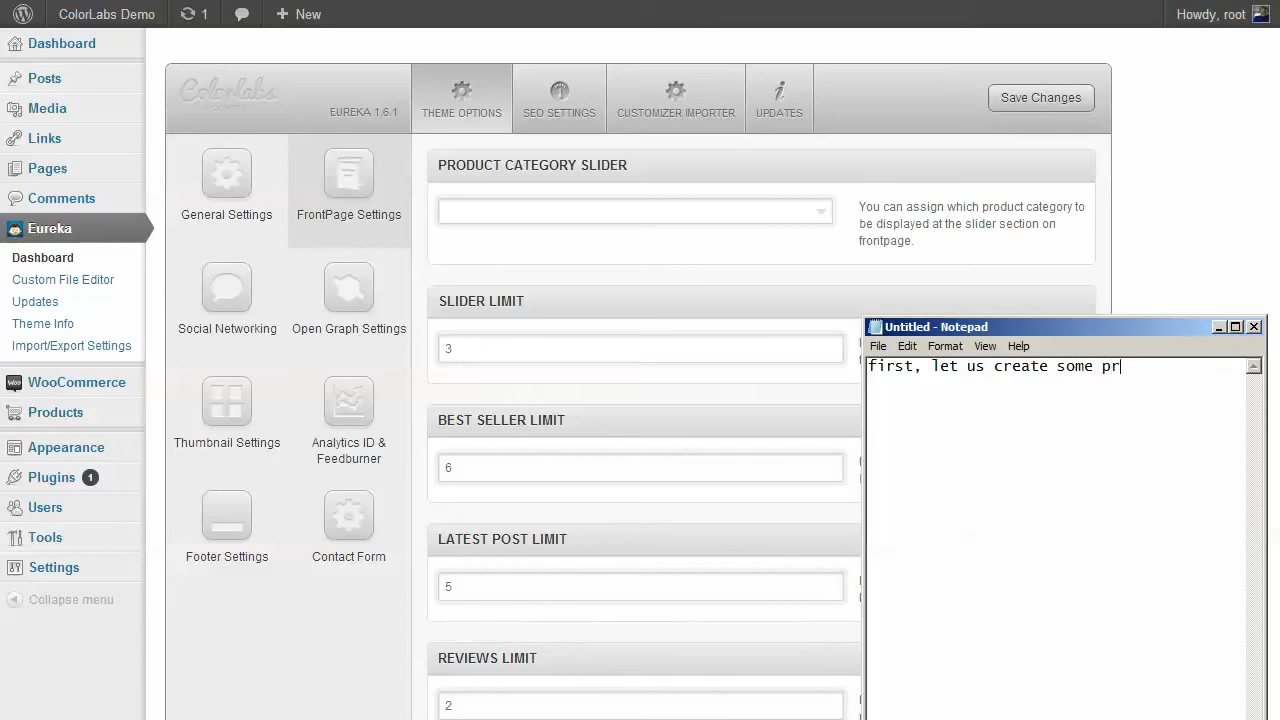 ColorLabs Demo
1
New
Howdy, root
Dashboard
Posts
Media
Links
Pages
Comments
Eureka
Dashboard
Custom File Editor
Updates
Theme Info
Import/Export Settings
WooCommerce
Products
Appearance
Plugins 1
Users
Tools
Settings
Collapse menu
Colorlabs
EUREKA 1.6.1
THEME OPTIONS
SEO SETTINGS
CUSTOMIZER IMPORTER
UPDATES
Save Changes
General Settings
FrontPage Settings
Social Networking
Open Graph Settings
Thumbnail Settings
Analytics ID &
Feedburner
Footer Settings
Contact Form
PRODUCT CATEGORY SLIDER
You can assign which product category to
be displayed at the slider section on
frontpage.
SLIDER LIMIT
3
BEST SELLER LIMIT
6
LATEST POST LIMIT
5
REVIEWS LIMIT
2
Untitled - Notepad
File Edit Format View Help
first, let us create some pr